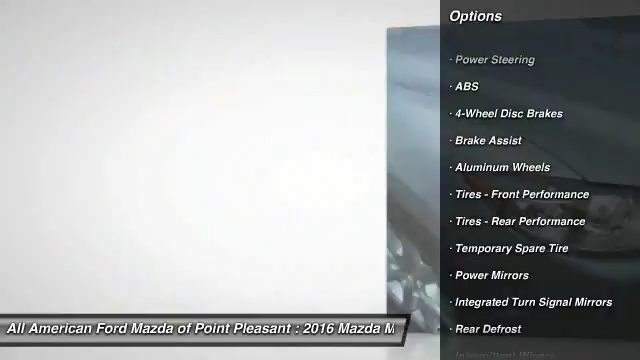 Options
· Power Steering
· ABS
· 4-Wheel Disc Brakes
· Brake Assist
· Aluminum Wheels
· Tires - Front Performance
· Tires - Rear Performance
· Temporary Spare Tire
· Power Mirrors
· Integrated Turn Signal Mirrors
· Rear Defrost
All American Ford Mazda of Point Pleasant : 2016 Mazda M